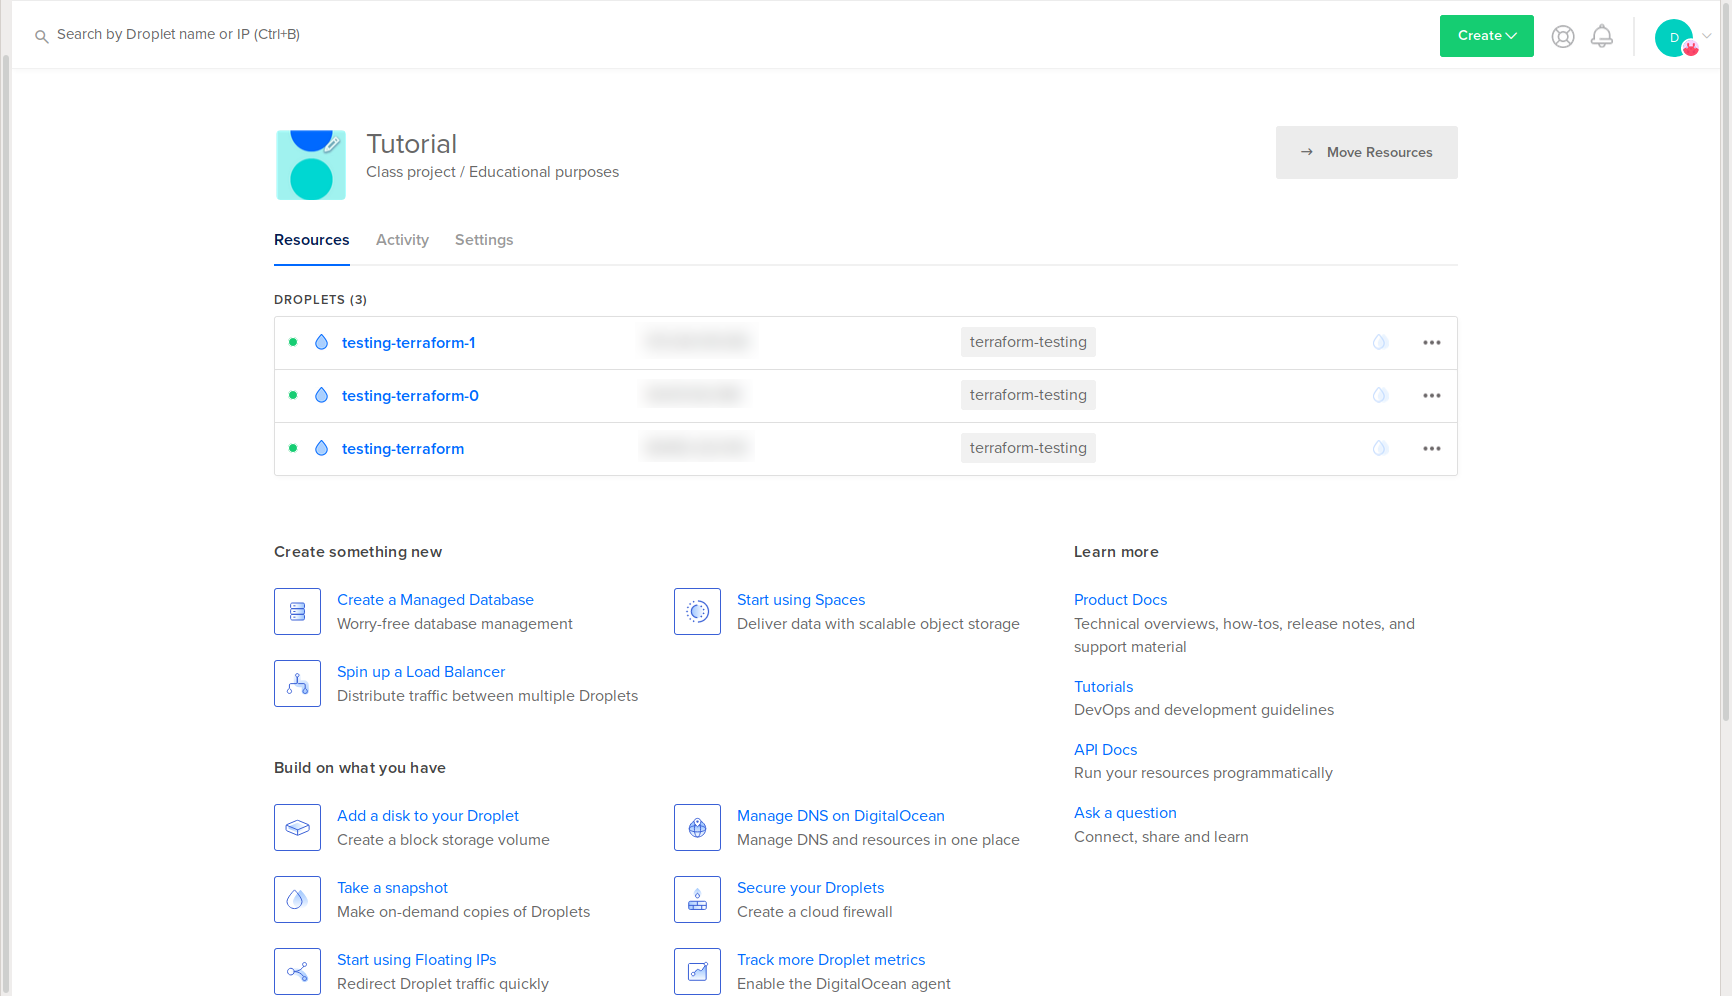 Search by Droplet name or IP (Ctrl+B)
Create
D
Tutorial
Class project / Educational purposes
Move Resources
Resources Activity Settings
DROPLETS (3)
testing-terraform-1 terraform-testing
testing-terraform-0 terraform-testing
testing-terraform terraform-testing
Create something new
Create a Managed Database
Worry-free database management
Start using Spaces
Deliver data with scalable object storage
Spin up a Load Balancer
Distribute traffic between multiple Droplets
Learn more
Product Docs
Technical overviews, how-tos, release notes, and
support material
Tutorials
DevOps and development guidelines
API Docs
Run your resources programmatically
Ask a question
Connect, share and learn
Build on what you have
Add a disk to your Droplet
Create a block storage volume
Manage DNS on DigitalOcean
Manage DNS and resources in one place
Take a snapshot
Make on-demand copies of Droplets
Secure your Droplets
Create a cloud firewall
Start using Floating IPs
Redirect Droplet traffic quickly
Track more Droplet metrics
Enable the DigitalOcean agent